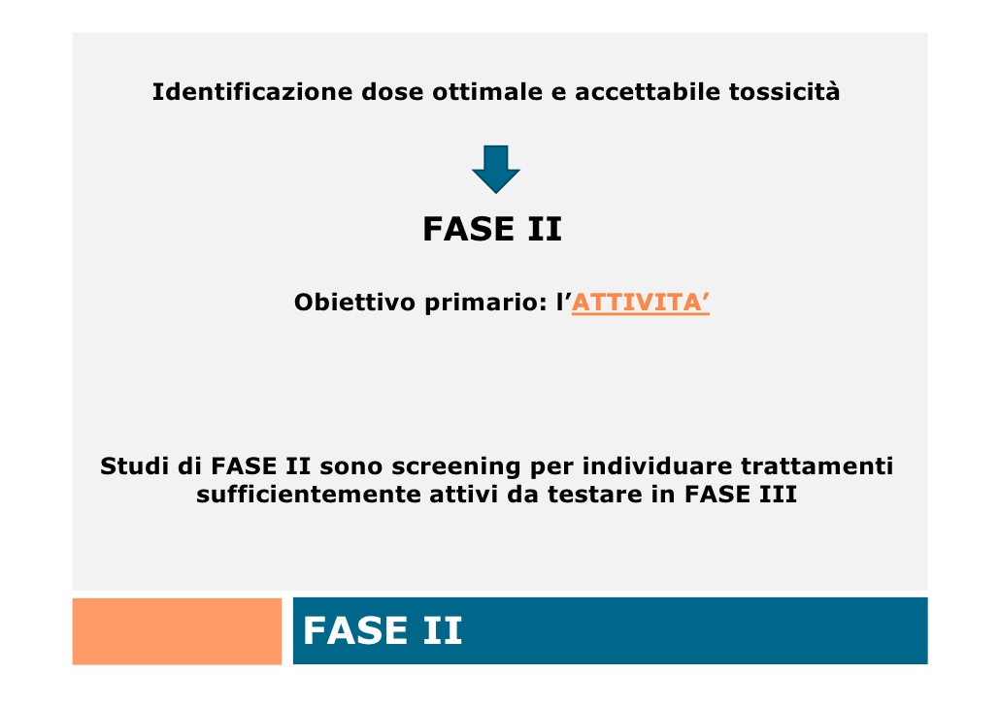 Identificazione dose ottimale e accettabile tossicità
FASE II
Obiettivo primario: l’ATTIVITA’
Studi di FASE II sono screening per individuare trattamenti
sufficientemente attivi da testare in FASE III
FASE II